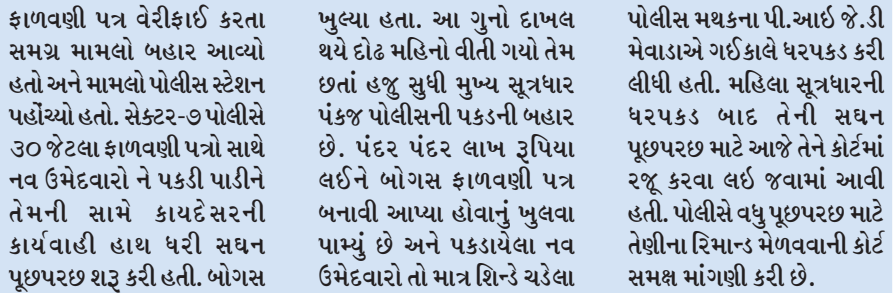 ફાળવણી પત્ર વેરીફાઈ કરતા
સમગ્ર મામલો બહાર આવ્યો
હતો અને મામલો પોલીસ સ્ટેશન
પહોંચ્યો હતો. સેક્ટર-૭ પોલીસે
૩૦ જેટલા ફાળવણી પત્રો સાથે
નવ ઉમેદવારો ને પકડી પાડીને
તેમની સામે કાયદેસરની
કાર્યવાહી હાથ ધરી સઘન
પૂછપરછ શરૂ કરી હતી. બોગસ
ખુલ્યા હતા. આ ગુનો દાખલ
થયે દોઢ મહિનો વીતી ગયો તેમ
છતાં હજુ સુધી મુખ્ય સૂત્રધાર
પંકજ પોલીસની પકડની બહાર
છે. પંદર પંદર લાખ રૂપિયા
લઈને બોગસ ફાળવણી પત્ર
બનાવી આપ્યા હોવાનું ખુલવા
પામ્યું છે અને પકડાયેલા નવ
ઉમેદવારો તો માત્ર શિન્ડે ચડેલા
પોલીસ મથકના પી.આઇ જે.ડી
મેવાડાએ ગઈકાલે ધરપકડ કરી
લીધી હતી. મહિલા સૂત્રધારની
ધરપકડ બાદ તેની સઘન
પૂછપરછ માટે આજે તેને કોર્ટમાં
રજૂ કરવા લઇ જવામાં આવી
હતી. પોલીસે વધુ પૂછપરછ માટે
તેણીના રિમાન્ડ મેળવવાની કોર્ટ
સમક્ષ માંગણી કરી છે.